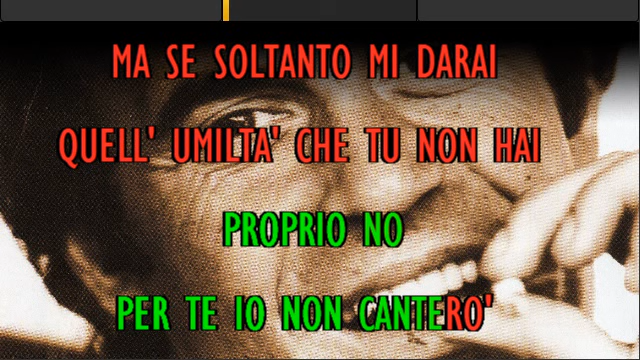 MA SE SOLTANTO MI DARAI
QUELL' UMILTA' CHE TU NON HAI
PROPRIO NO
PER TE IO NON CANTERO'